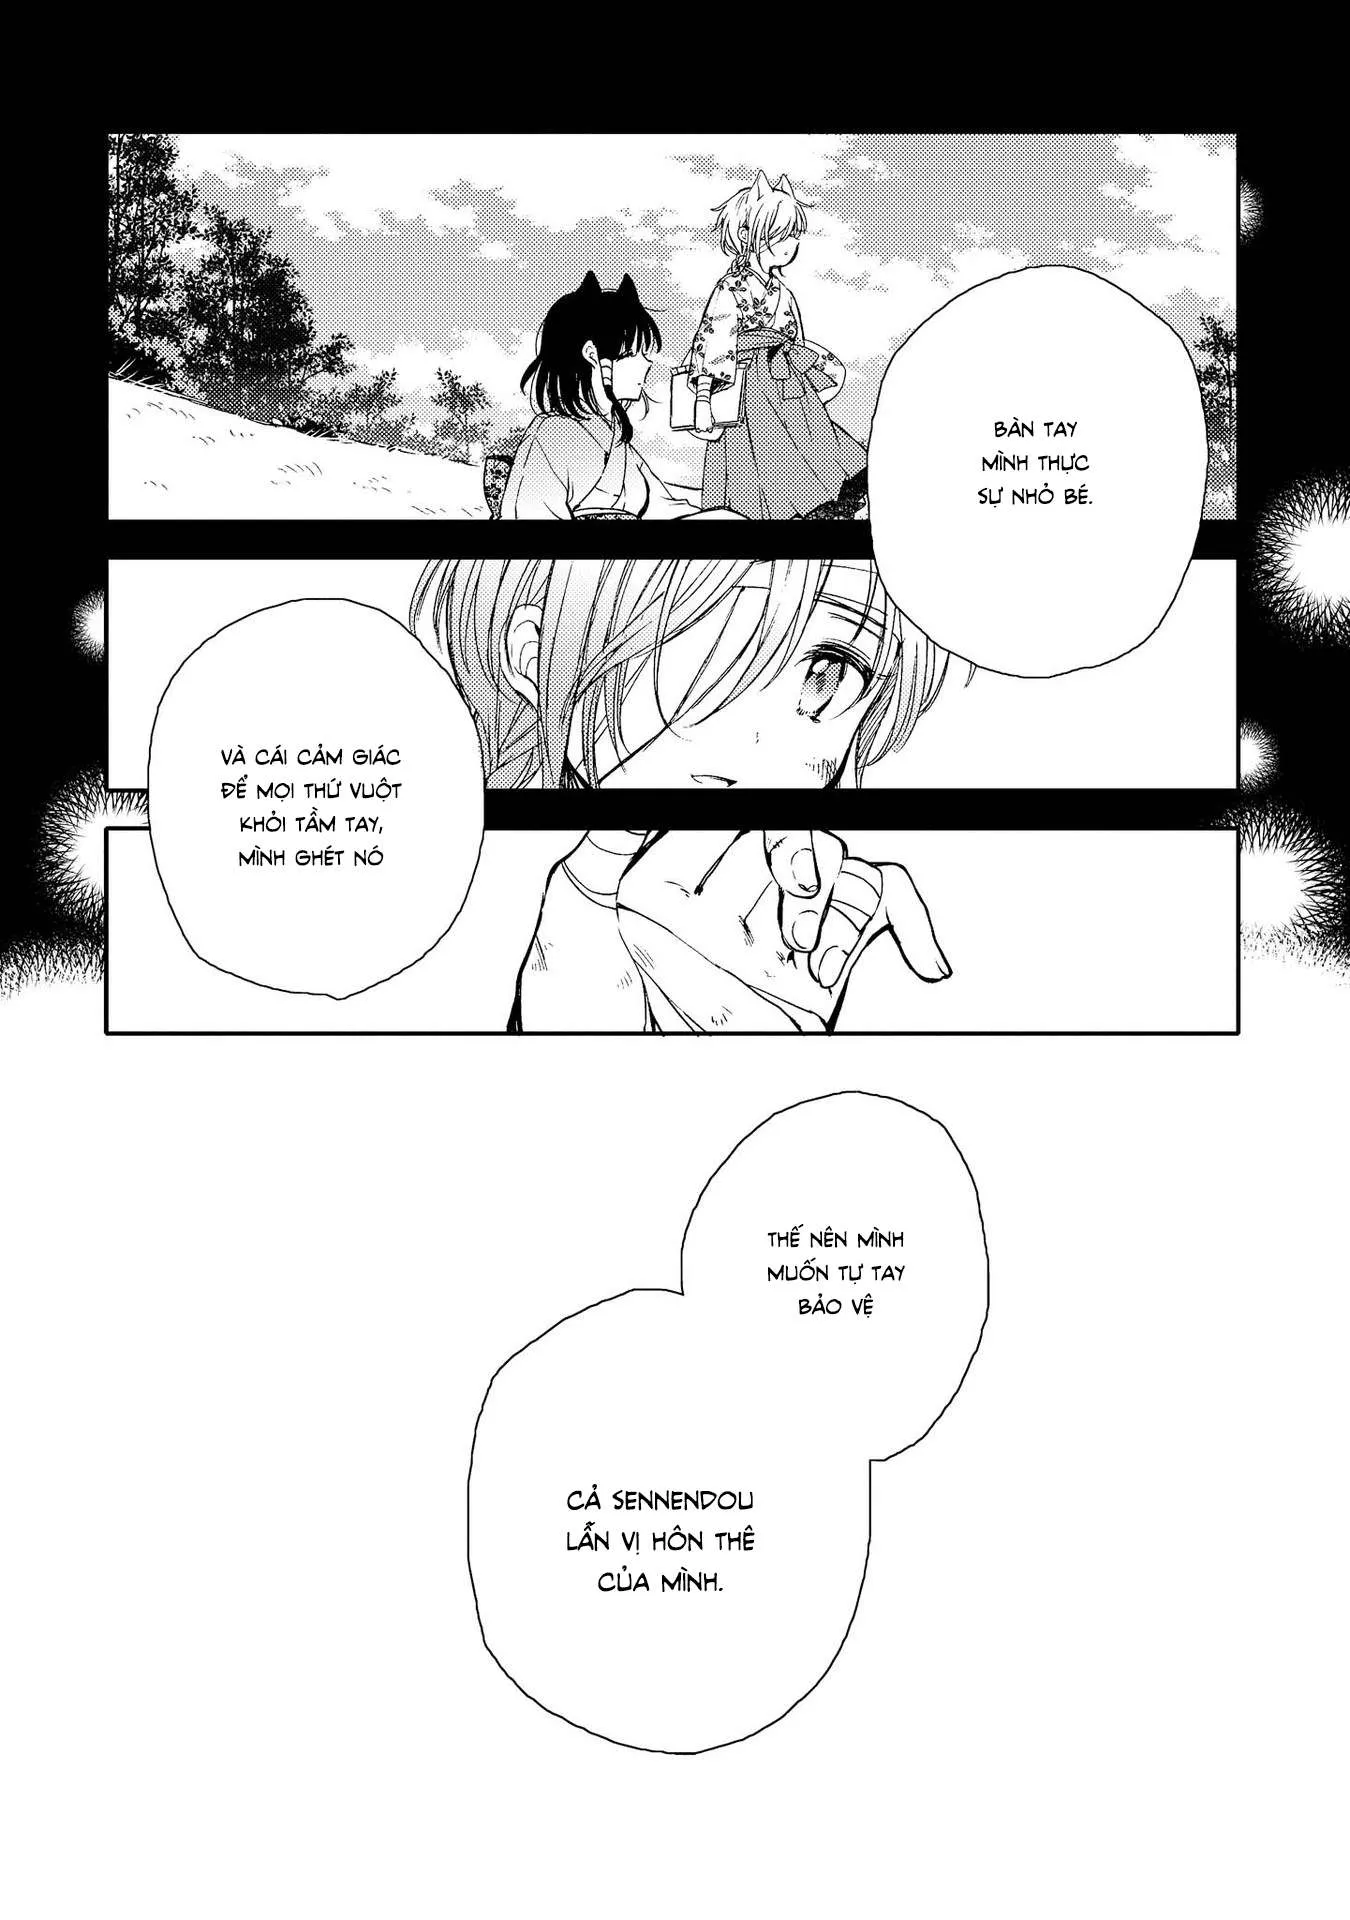 BÀN TAY
MÌNH THỰC
SỰ NHỎ BÉ.
VÀ CÁI CẢM GIÁC
ĐỂ MỌI THỨ VUỘT
KHỎI TẦM TAY,
MÌNH GHÉT NÓ
THẾ NÊN MÌNH
MUỐN TỰ TAY
BẢO VỆ
CẢ SENNENDOU
LẪN VỊ HÔN THÊ
CỦA MÌNH.